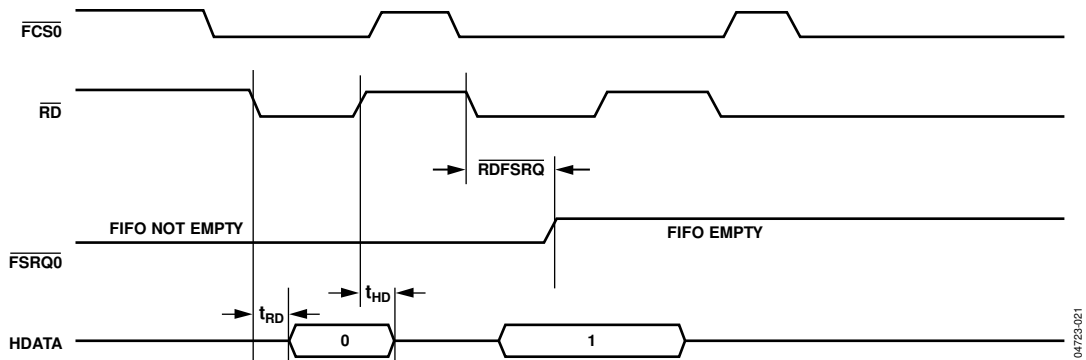 FCS0
RD
RDFSRQ
FIFO NOT EMPTY
FIFO EMPTY
FSRQ0
tRD
tHD
HDATA
0
1
04723-021